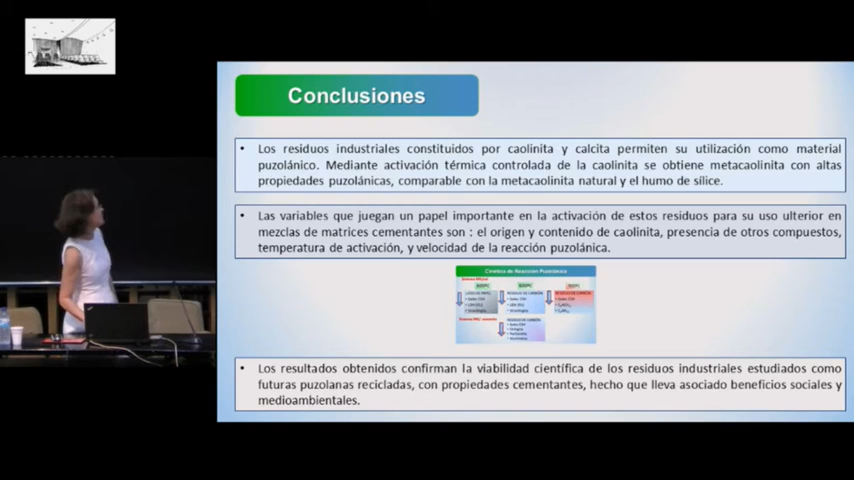 Conclusiones
• Los residuos industriales constituidos por caolinita y calcita permiten su utilización como material
puzolánico. Mediante activación térmica controlada de la caolinita se obtiene metacaolinita con altas
propiedades puzolánicas, comparable con la metacaolinita natural y el humo de sílice.
• Las variables que juegan un papel importante en la activación de estos residuos para su uso ulterior en
mezclas de matrices cementantes son : el origen y contenido de caolinita, presencia de otros compuestos,
temperatura de activación, y velocidad de la reacción puzolánica.
Cinética de Reacción Puzolánica
• Los resultados obtenidos confirman la viabilidad científica de los residuos industriales estudiados como
futuras puzolanas recicladas, con propiedades cementantes, hecho que lleva asociado beneficios sociales y
medioambientales.